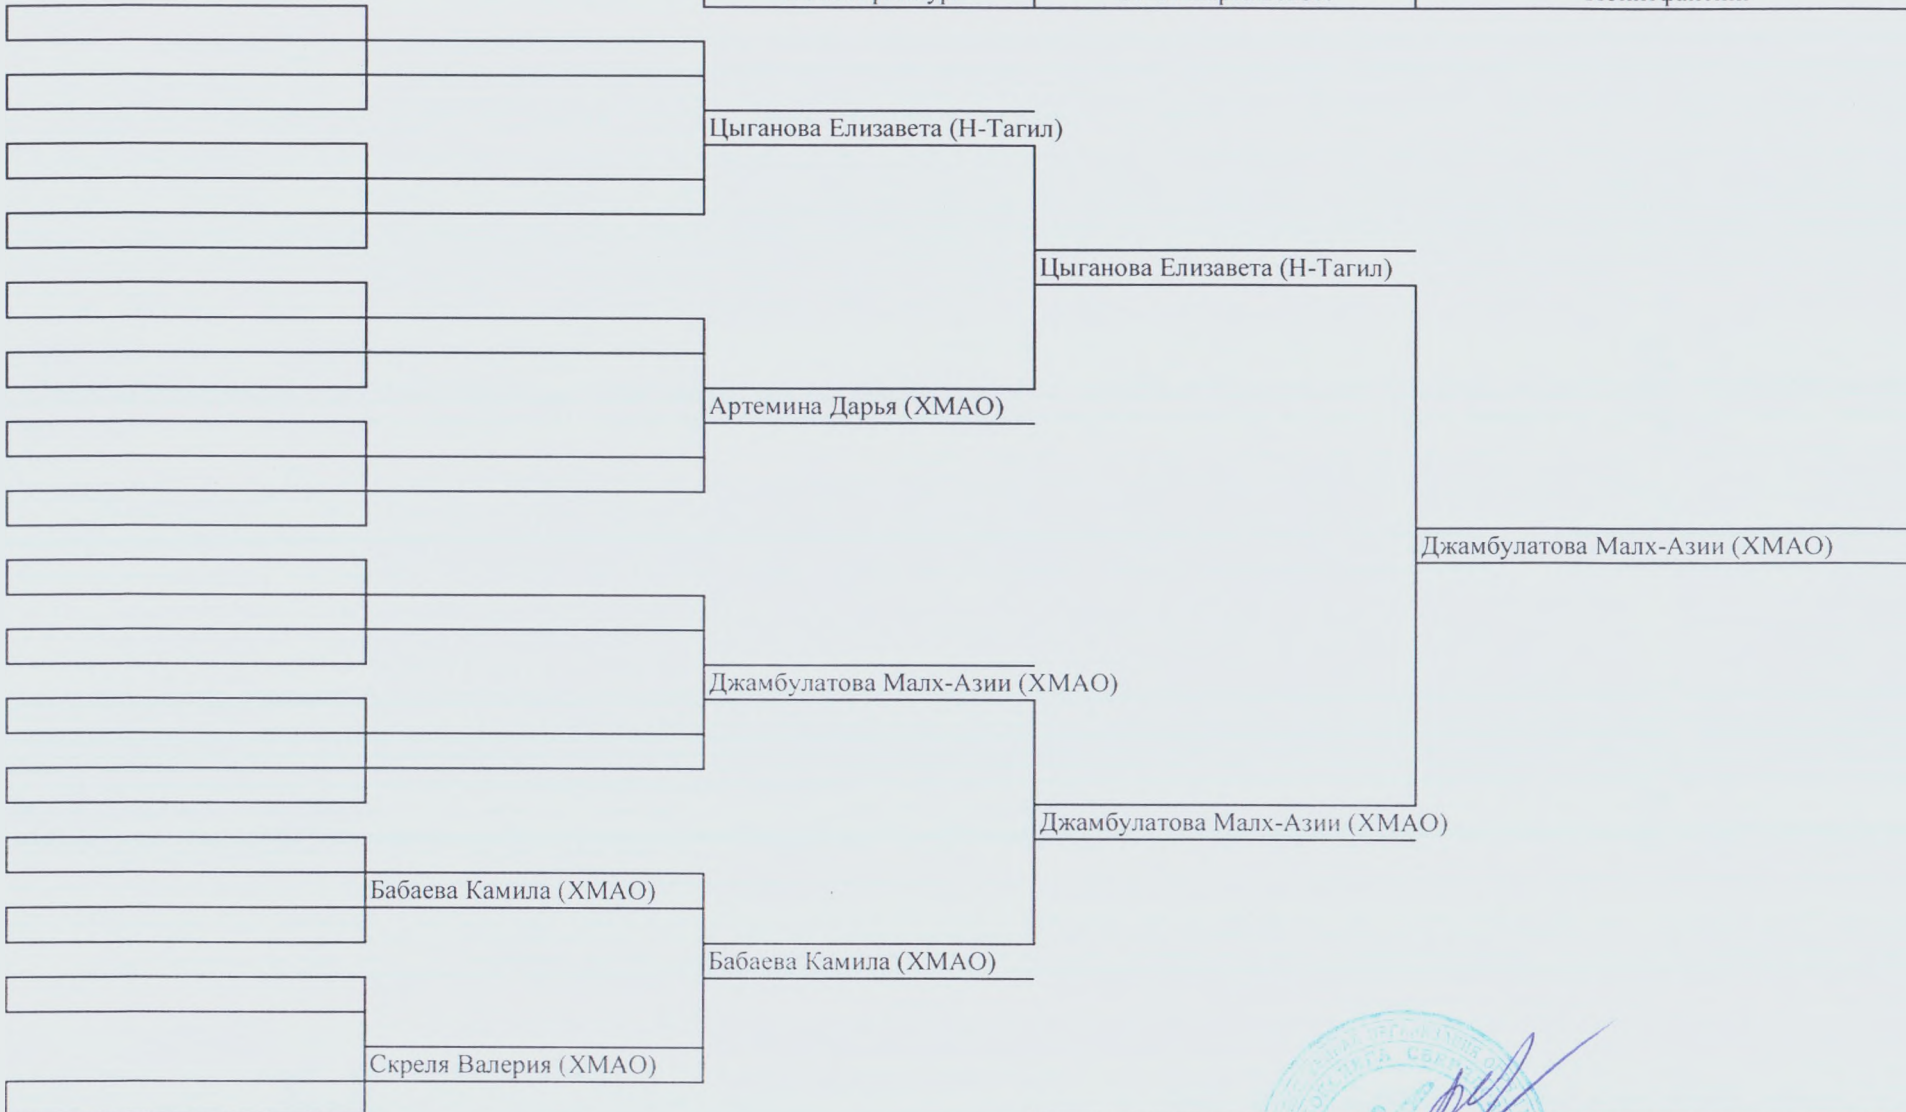 Цыганова Елизавета (Н-Тагил)
Цыганова Елизавета (Н-Тагил)
Артемина Дарья (ХМАО)
Джамбулатова Малх-Азии (ХМАО)
Джамбулатова Малх-Азии (ХМАО)
Джамбулатова Малх-Азии (ХМАО)
Бабаева Камила (ХМАО)
Бабаева Камила (ХМАО)
Скреля Валерия (ХМАО)